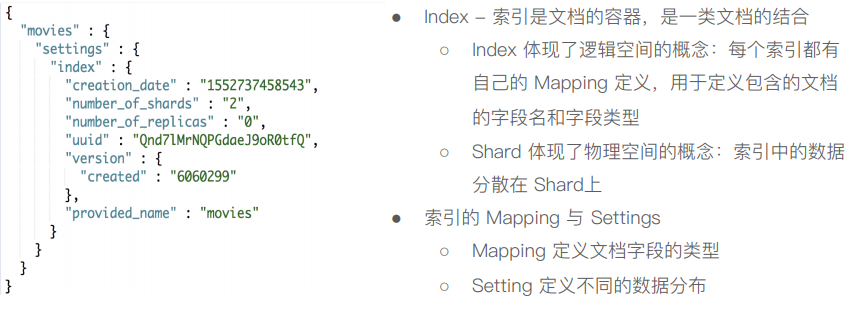 {
"movies" : {
"settings" : {
"index" : {
"creation_date" : "1552737458543",
"number_of_shards" : "2",
"number_of_replicas" : "0",
"uuid" : "Qnd7lMrNQPGdaeJ9oR0tfQ",
"version" : {
"created" : "6060299"
},
"provided_name" : "movies"
}
}
}
}
● Index – 索引是文档的容器，是一类文档的结合
○ Index 体现了逻辑空间的概念：每个索引都有
自己的 Mapping 定义，用于定义包含的文档
的字段名和字段类型
○ Shard 体现了物理空间的概念：索引中的数据
分散在 Shard上
● 索引的 Mapping 与 Settings
○ Mapping 定义文档字段的类型
○ Setting 定义不同的数据分布